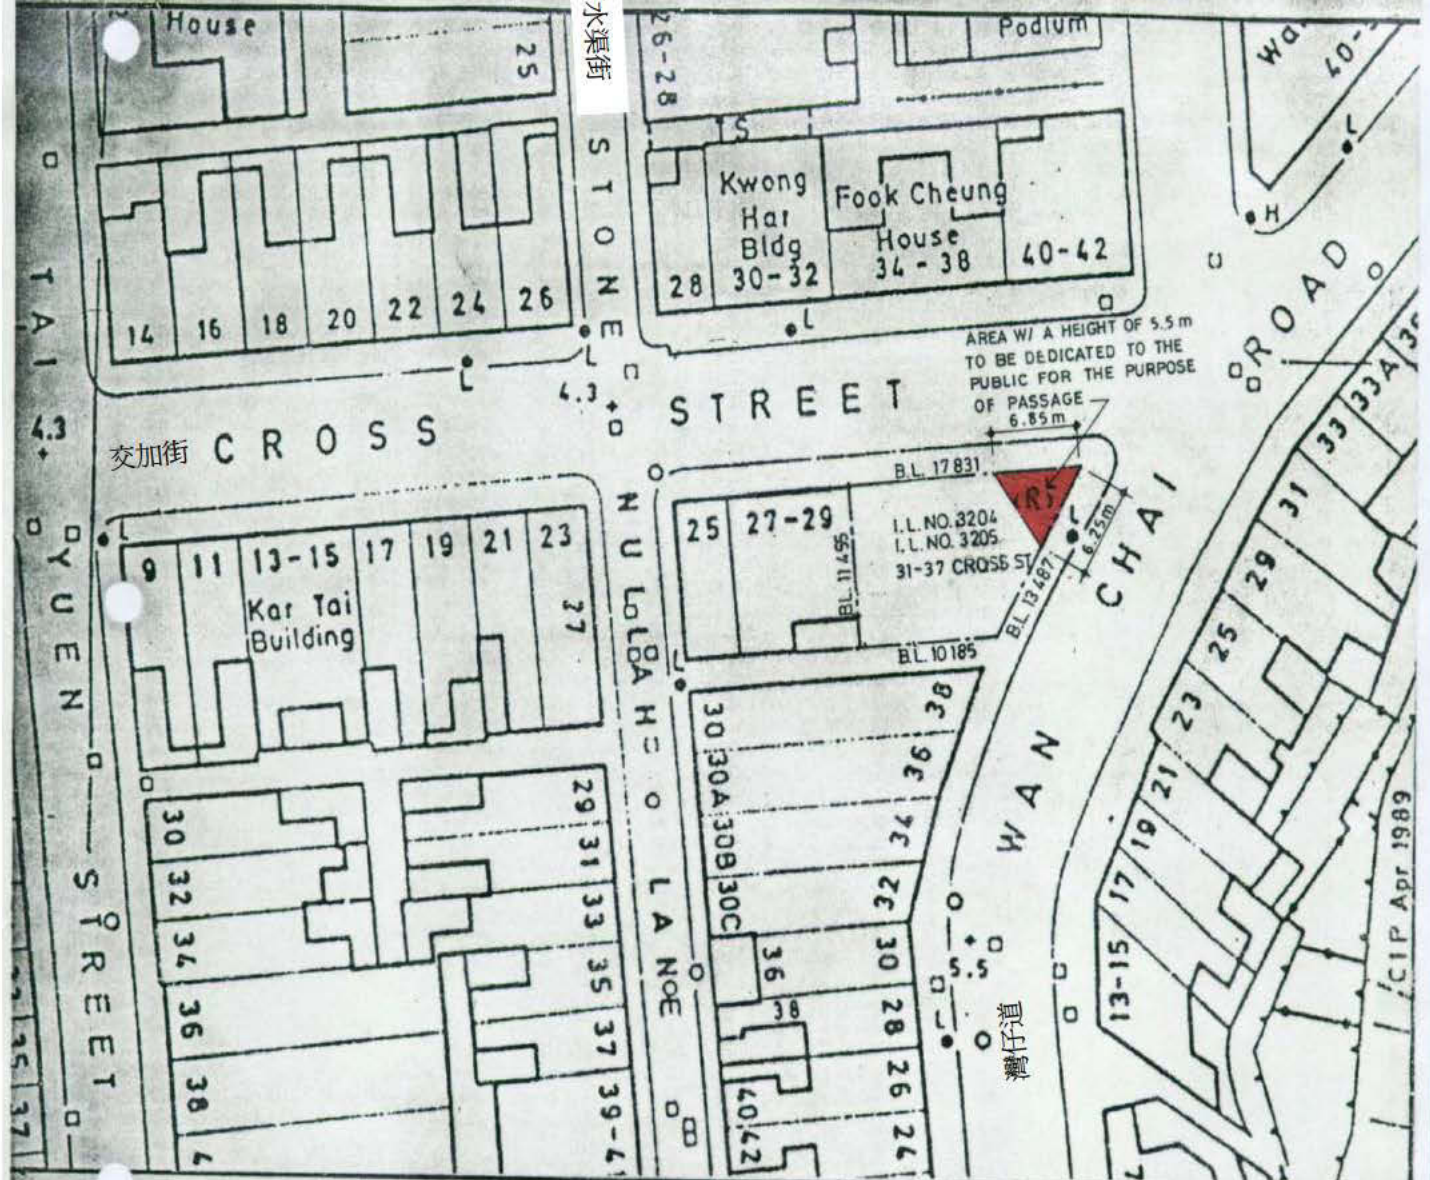 House
25
水渠街
26-28
Podium
40-
S
Kwong
Har
Bldg
30-32
Fook Cheung
House
34-38
40-42
28
14
16
18
20
22
24
26
STONE
NULLAH
LANE
L
L
L
L
H
4.3
4.3
TAI
YUEN
STREET
交加街
CROSS
STREET
AREA W/ A HEIGHT OF 5.5 m
TO BE DEDICATED TO THE
PUBLIC FOR THE PURPOSE
OF PASSAGE
6.85m
B.L. 17831
6.25m
I.L. NO. 3204
I.L. NO. 3205
31-37 CROSS ST.
B.L. 11455
B.L. 13487
B.L. 10185
25
27-29
9
11
13-15
Kar Tai
Building
17
19
21
23
27
L
ROAD
CHAI
WAN
灣仔道
5.5
L
33A
33
31
29
25
23
21
19
17
13-15
30
32
34
36
38
29
31
33
35
37
39-4
30
30A
30B
30C
36
38
40,42
38
36
34
32
30
28
26
24
35
37
C I P Apr 1989